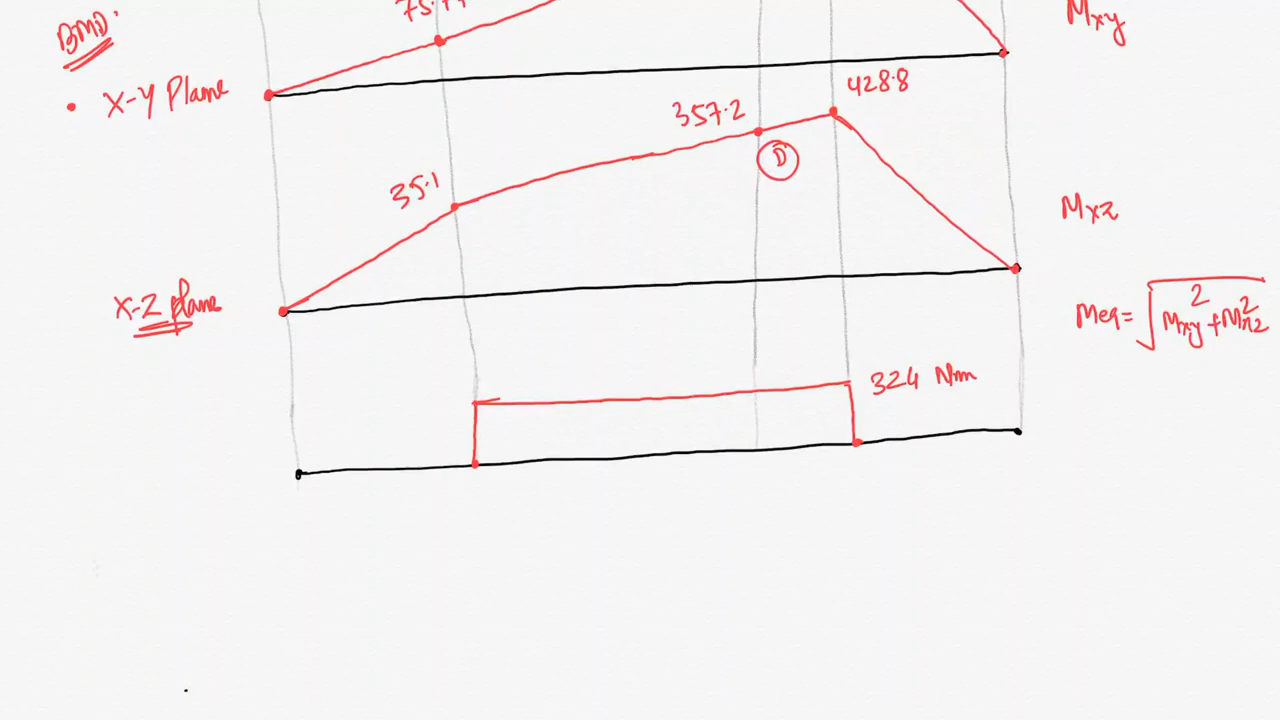 BMD:
• X-Y Plane
Mxy
428.8
357.2
D
35.1
Mxz
X-Z plane
Meq = √Mxy² + Mxz²
324 Nm